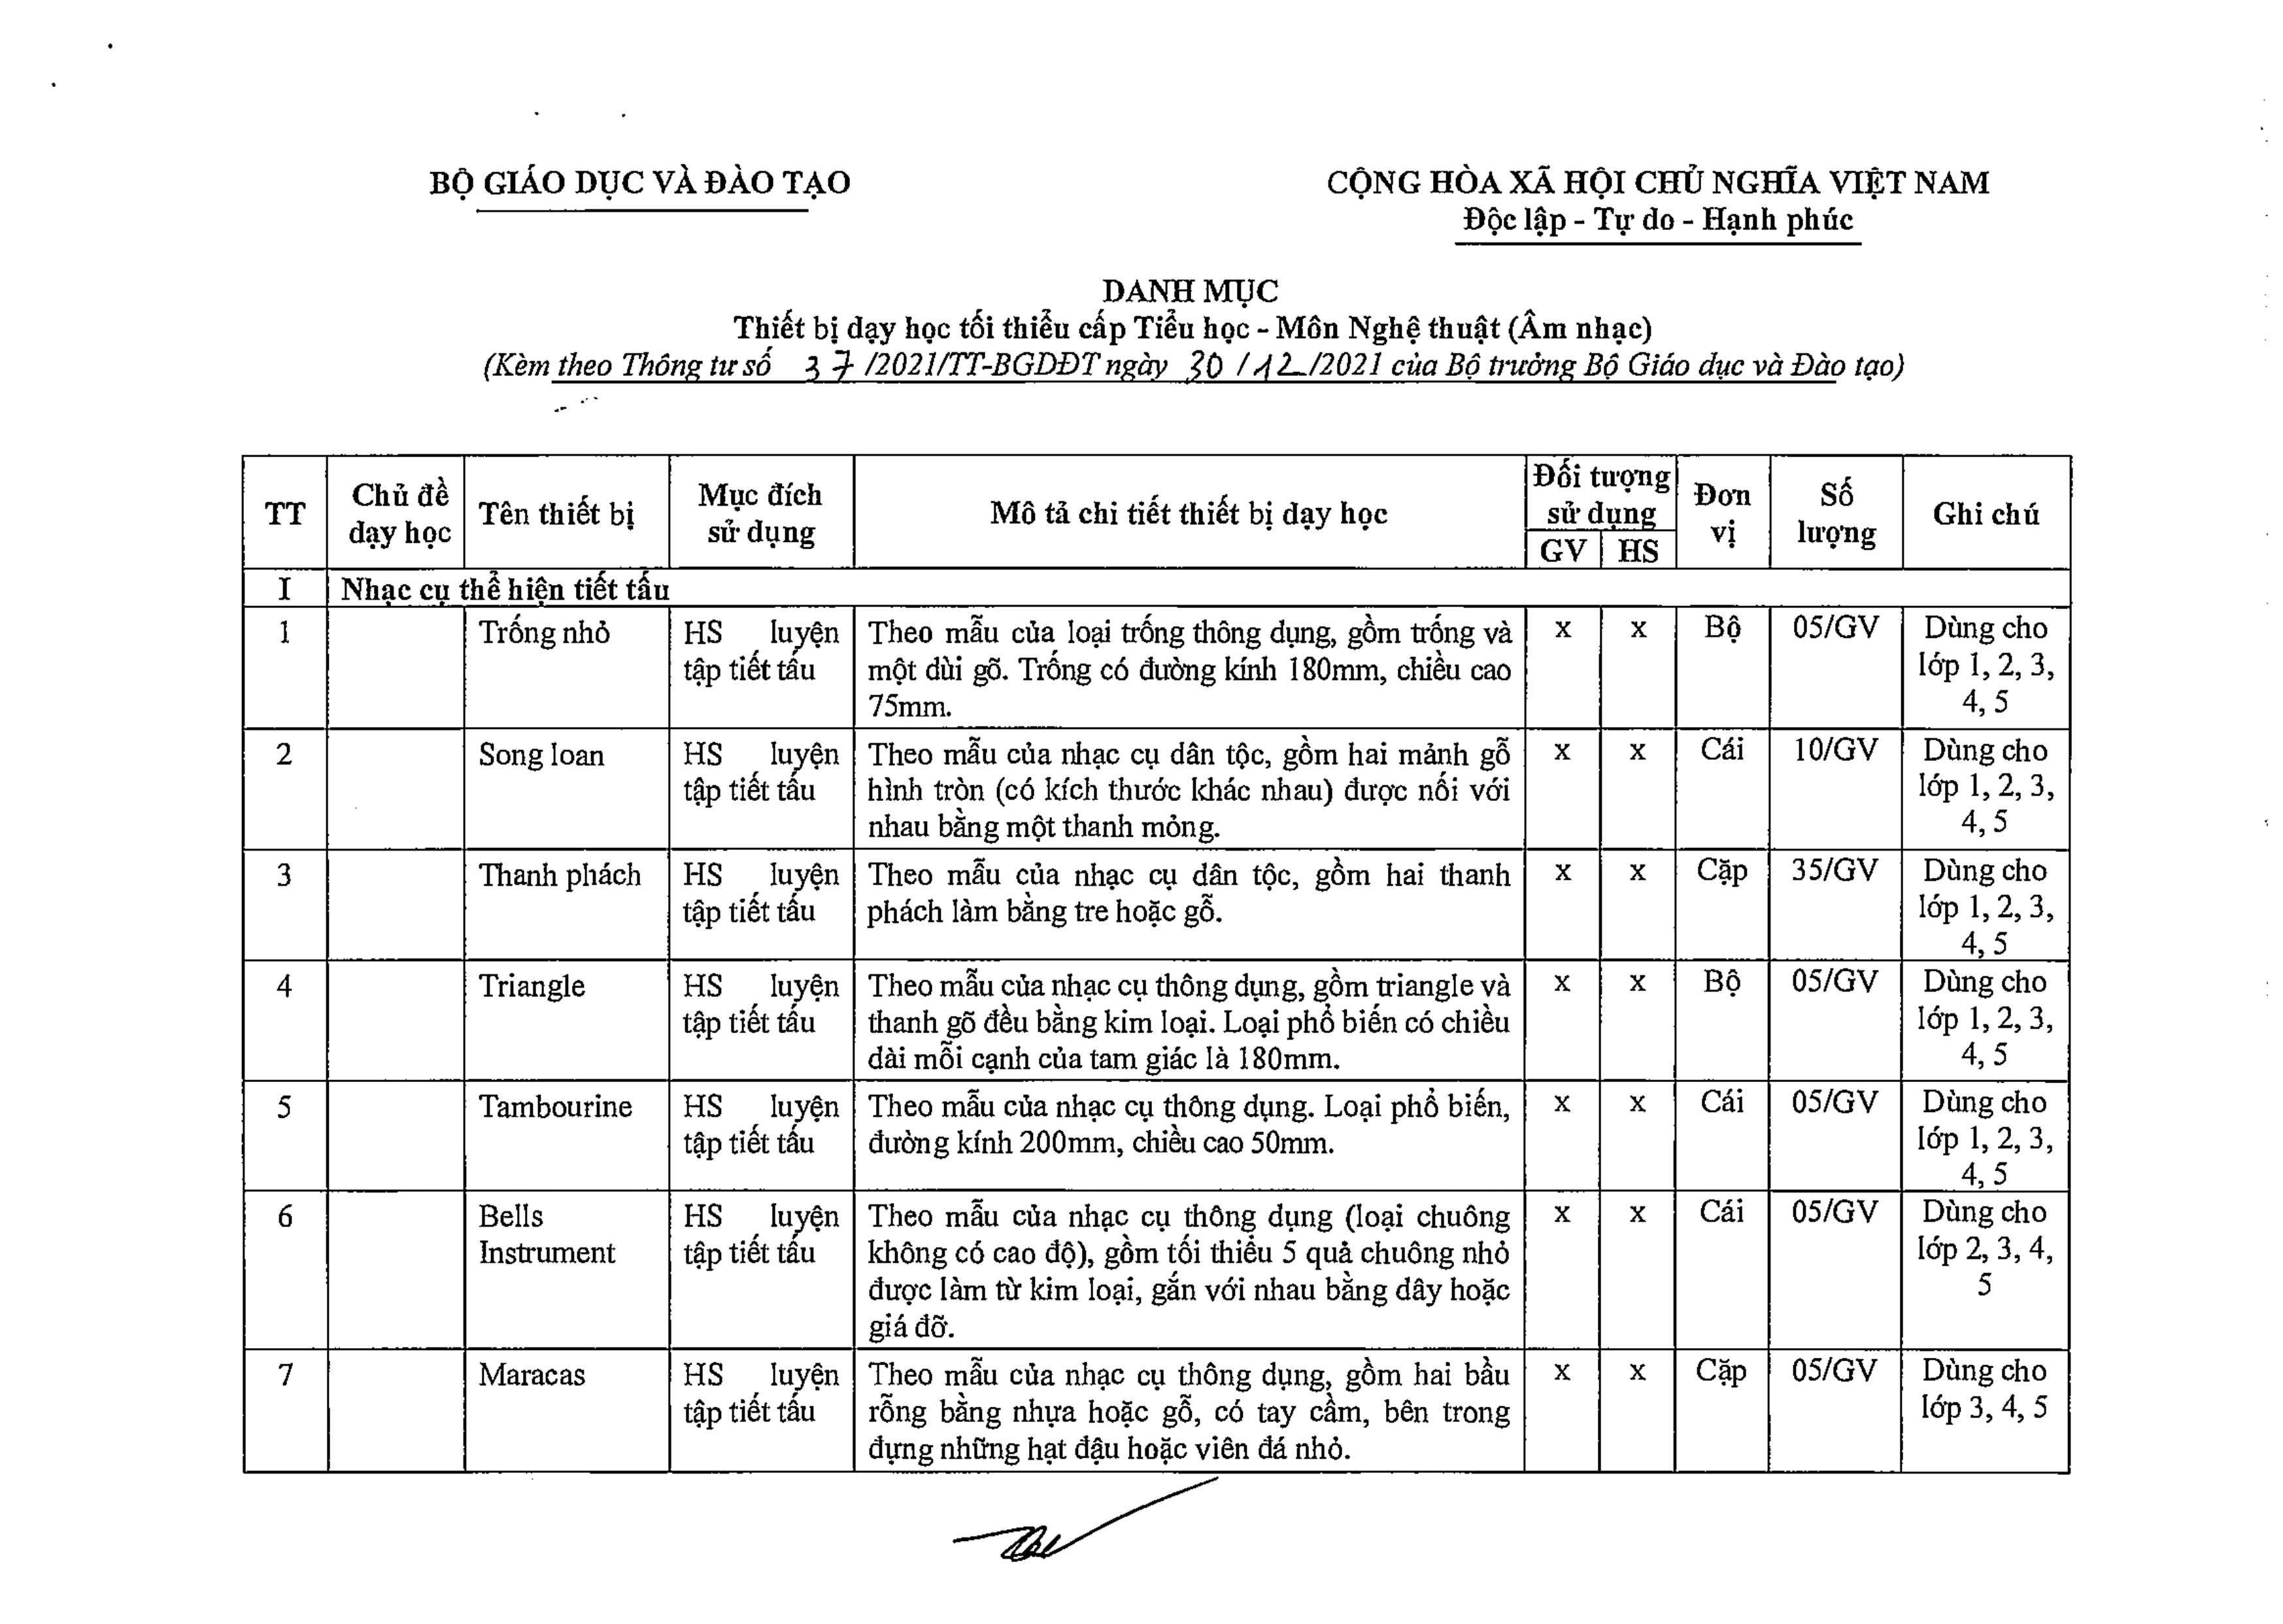 BỘ GIÁO DỤC VÀ ĐÀO TẠO
CỘNG HÒA XÃ HỘI CHỦ NGHĨA VIỆT NAM
Độc lập - Tự do - Hạnh phúc
DANH MỤC
Thiết bị dạy học tối thiểu cấp Tiểu học - Môn Nghệ thuật (Âm nhạc)
(Kèm theo Thông tư số 37 /2021/TT-BGDĐT ngày 30 /12 /2021 của Bộ trưởng Bộ Giáo dục và Đào tạo)
TT
Chủ đề
dạy học
Tên thiết bị
Mục đích
sử dụng
Mô tả chi tiết thiết bị dạy học
Đối tượng
sử dụng
GV HS
Đơn
vị
Số
lượng
Ghi chú
I Nhạc cụ thể hiện tiết tấu
1 Trống nhỏ
HS luyện
tập tiết tấu
Theo mẫu của loại trống thông dụng, gồm trống và
một dùi gõ. Trống có đường kính 180mm, chiều cao
75mm.
x x Bộ 05/GV
Dùng cho
lớp 1, 2, 3,
4, 5
2 Song loan
HS luyện
tập tiết tấu
Theo mẫu của nhạc cụ dân tộc, gồm hai mảnh gỗ
hình tròn (có kích thước khác nhau) được nối với
nhau bằng một thanh mỏng.
x x Cái 10/GV
Dùng cho
lớp 1, 2, 3,
4, 5
3 Thanh phách
HS luyện
tập tiết tấu
Theo mẫu của nhạc cụ dân tộc, gồm hai thanh
phách làm bằng tre hoặc gỗ.
x x Cặp 35/GV
Dùng cho
lớp 1, 2, 3,
4, 5
4 Triangle
HS luyện
tập tiết tấu
Theo mẫu của nhạc cụ thông dụng, gồm triangle và
thanh gõ đều bằng kim loại. Loại phổ biến có chiều
dài mỗi cạnh của tam giác là 180mm.
x x Bộ 05/GV
Dùng cho
lớp 1, 2, 3,
4, 5
5 Tambourine
HS luyện
tập tiết tấu
Theo mẫu của nhạc cụ thông dụng. Loại phổ biến,
đường kính 200mm, chiều cao 50mm.
x x Cái 05/GV
Dùng cho
lớp 1, 2, 3,
4, 5
6 Bells
Instrument
HS luyện
tập tiết tấu
Theo mẫu của nhạc cụ thông dụng (loại chuông
không có cao độ), gồm tối thiểu 5 quả chuông nhỏ
được làm từ kim loại, gắn với nhau bằng dây hoặc
giá đỡ.
x x Cái 05/GV
Dùng cho
lớp 2, 3, 4,
5
7 Maracas
HS luyện
tập tiết tấu
Theo mẫu của nhạc cụ thông dụng, gồm hai bầu
rỗng bằng nhựa hoặc gỗ, có tay cầm, bên trong
đựng những hạt đậu hoặc viên đá nhỏ.
x x Cặp 05/GV
Dùng cho
lớp 3, 4, 5